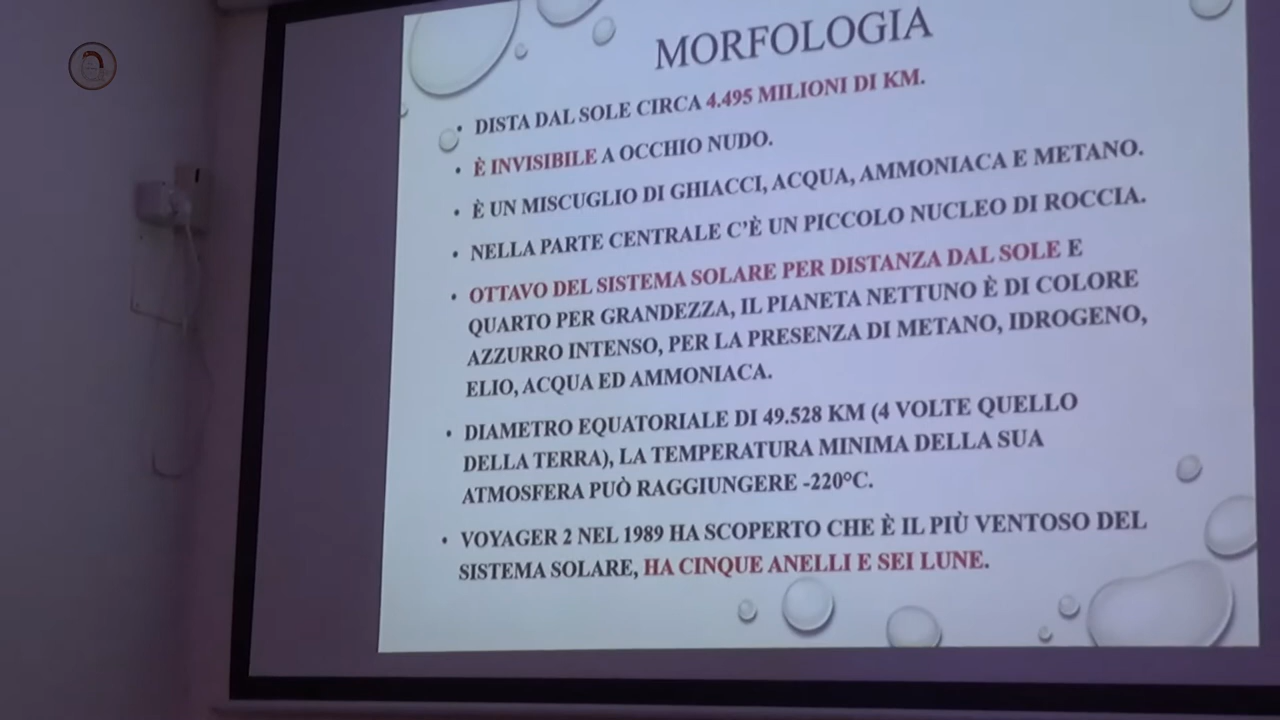 MORFOLOGIA
• DISTA DAL SOLE CIRCA 4.495 MILIONI DI KM.
• È INVISIBILE A OCCHIO NUDO.
• È UN MISCUGLIO DI GHIACCI, ACQUA, AMMONIACA E METANO.
• NELLA PARTE CENTRALE C'È UN PICCOLO NUCLEO DI ROCCIA.
• OTTAVO DEL SISTEMA SOLARE PER DISTANZA DAL SOLE E
QUARTO PER GRANDEZZA, IL PIANETA NETTUNO È DI COLORE
AZZURRO INTENSO, PER LA PRESENZA DI METANO, IDROGENO,
ELIO, ACQUA ED AMMONIACA.
• DIAMETRO EQUATORIALE DI 49.528 KM (4 VOLTE QUELLO
DELLA TERRA), LA TEMPERATURA MINIMA DELLA SUA
ATMOSFERA PUÒ RAGGIUNGERE -220°C.
• VOYAGER 2 NEL 1989 HA SCOPERTO CHE È IL PIÙ VENTOSO DEL
SISTEMA SOLARE, HA CINQUE ANELLI E SEI LUNE.